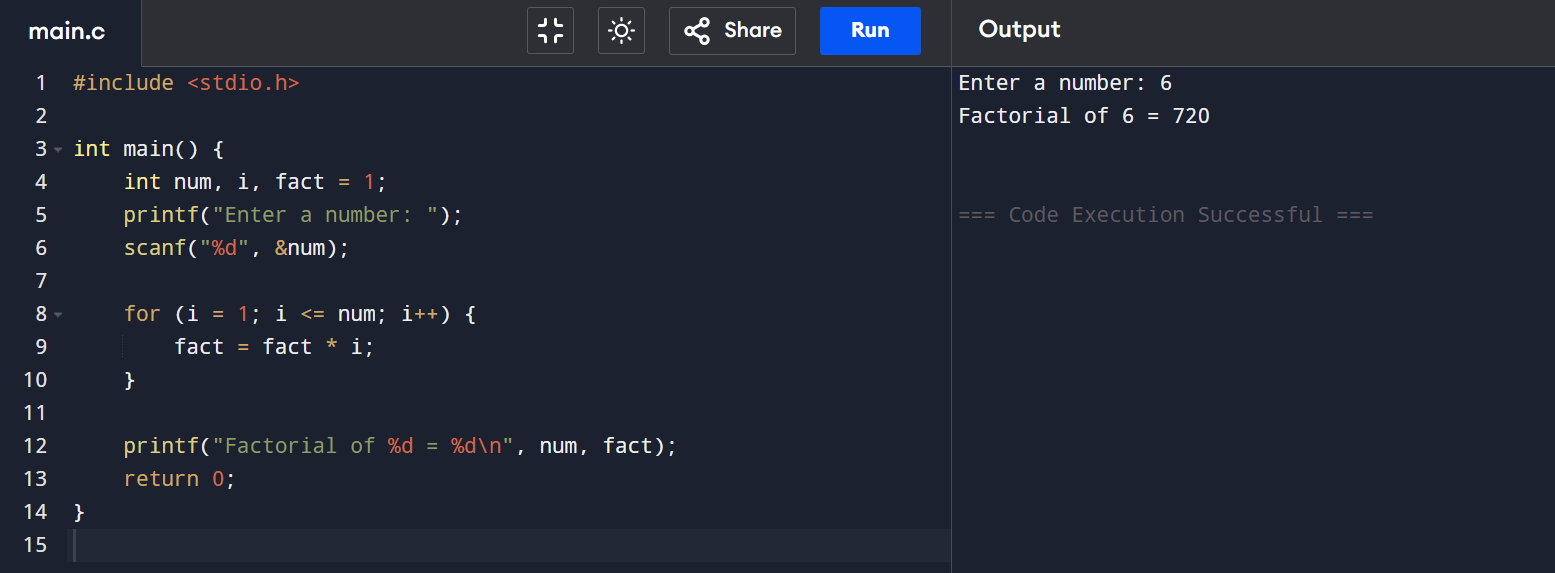 main.c
Share
Run
Output
1 #include <stdio.h>
2
3 int main() {
4     int num, i, fact = 1;
5     printf("Enter a number: ");
6     scanf("%d", &num);
7
8     for (i = 1; i <= num; i++) {
9         fact = fact * i;
10     }
11
12     printf("Factorial of %d = %d\n", num, fact);
13     return 0;
14 }
15
Enter a number: 6
Factorial of 6 = 720
=== Code Execution Successful ===